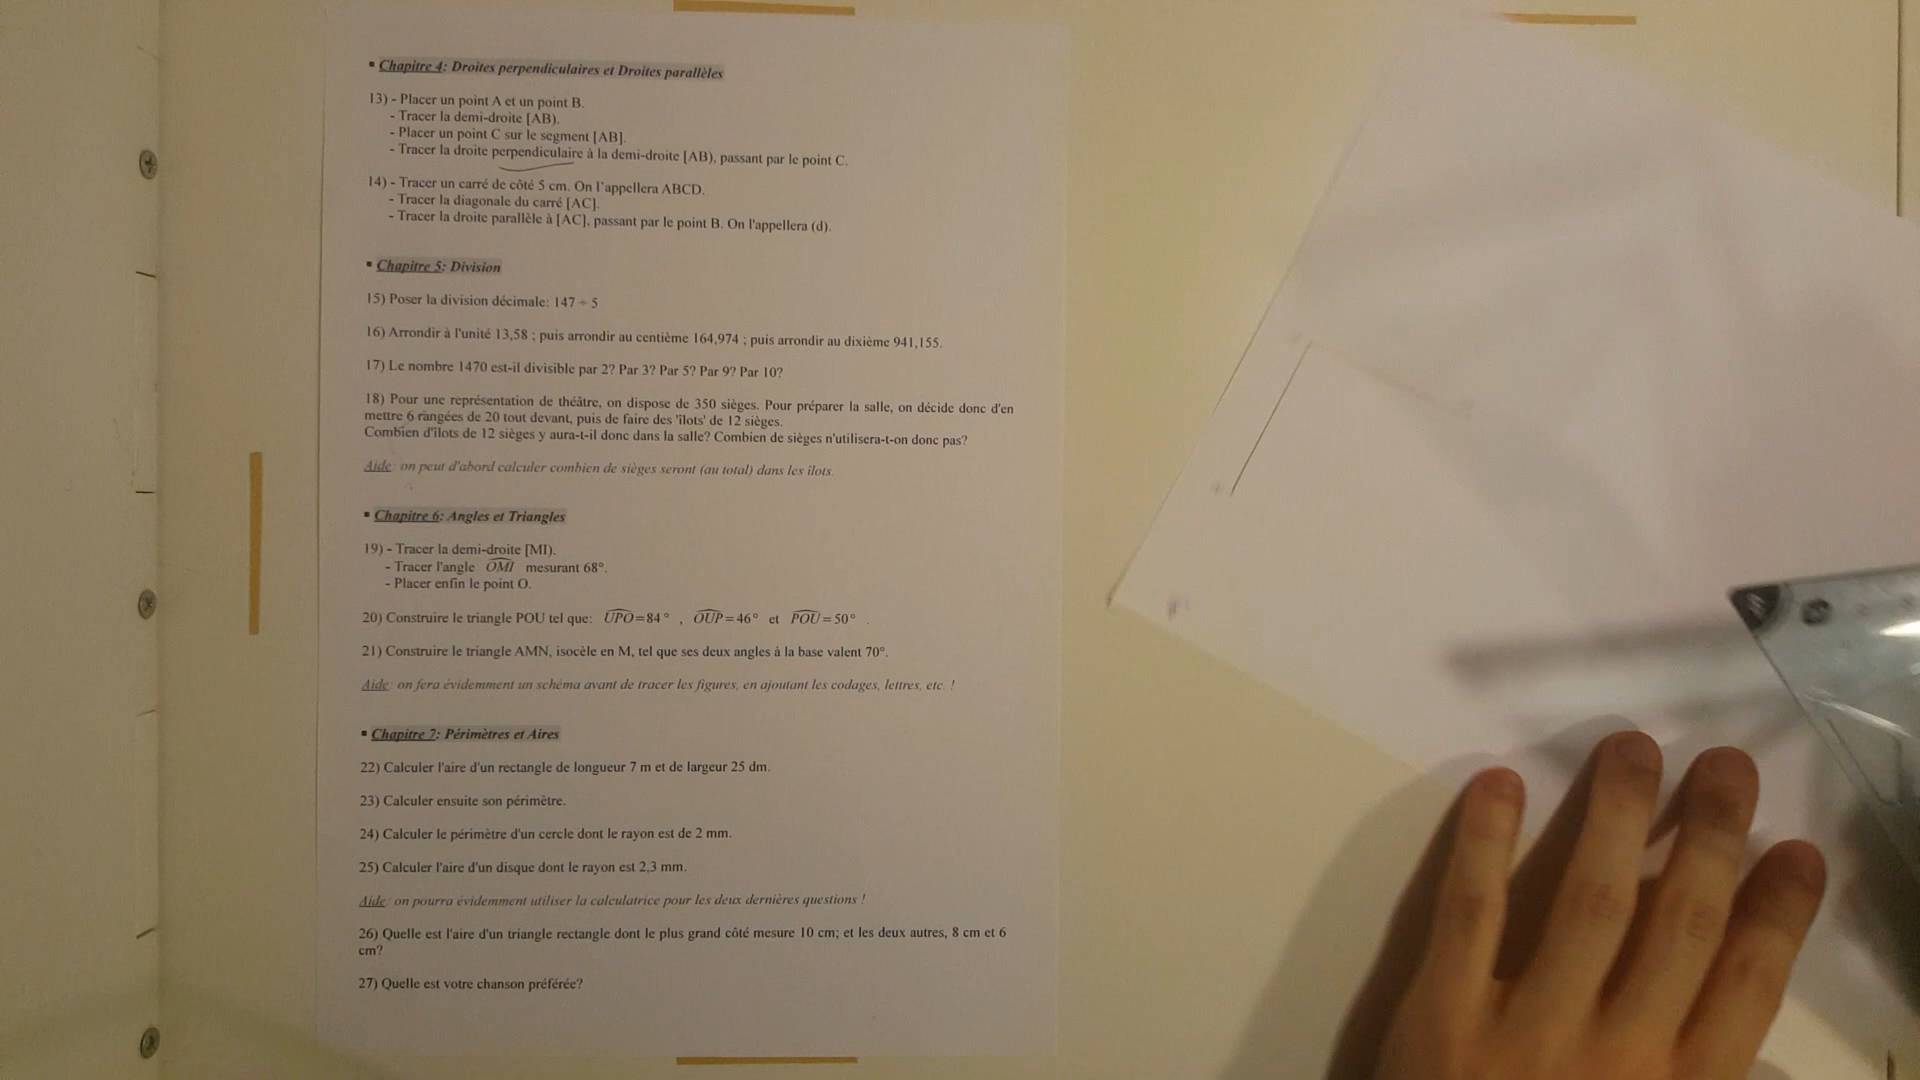 ▪ Chapitre 4: Droites perpendiculaires et Droites parallèles
13) - Placer un point A et un point B.
- Tracer la demi-droite [AB).
- Placer un point C sur le segment [AB].
- Tracer la droite perpendiculaire à la demi-droite [AB), passant par le point C.
14) - Tracer un carré de côté 5 cm. On l'appellera ABCD.
- Tracer la diagonale du carré [AC].
- Tracer la droite parallèle à [AC], passant par le point B. On l'appellera (d).
▪ Chapitre 5: Division
15) Poser la division décimale: 147 ÷ 5
16) Arrondir à l'unité 13,58 ; puis arrondir au centième 164,974 ; puis arrondir au dixième 941,155.
17) Le nombre 1470 est-il divisible par 2? Par 3? Par 5? Par 9? Par 10?
18) Pour une représentation de théâtre, on dispose de 350 sièges. Pour préparer la salle, on décide donc d'en
mettre 6 rangées de 20 tout devant, puis de faire des 'îlots' de 12 sièges.
Combien d'îlots de 12 sièges y aura-t-il donc dans la salle? Combien de sièges n'utilisera-t-on donc pas?
Aide: on peut d'abord calculer combien de sièges seront (au total) dans les îlots.
▪ Chapitre 6: Angles et Triangles
19) - Tracer la demi-droite [MI).
- Tracer l'angle OMI mesurant 68°.
- Placer enfin le point O.
20) Construire le triangle POU tel que: UPO=84° , OUP=46° et POU=50° .
21) Construire le triangle AMN, isocèle en M, tel que ses deux angles à la base valent 70°.
Aide: on fera évidemment un schéma avant de tracer les figures, en ajoutant les codages, lettres, etc. !
▪ Chapitre 7: Périmètres et Aires
22) Calculer l'aire d'un rectangle de longueur 7 m et de largeur 25 dm.
23) Calculer ensuite son périmètre.
24) Calculer le périmètre d'un cercle dont le rayon est de 2 mm.
25) Calculer l'aire d'un disque dont le rayon est 2,3 mm.
Aide: on pourra évidemment utiliser la calculatrice pour les deux dernières questions !
26) Quelle est l'aire d'un triangle rectangle dont le plus grand côté mesure 10 cm; et les deux autres, 8 cm et 6
cm?
27) Quelle est votre chanson préférée?